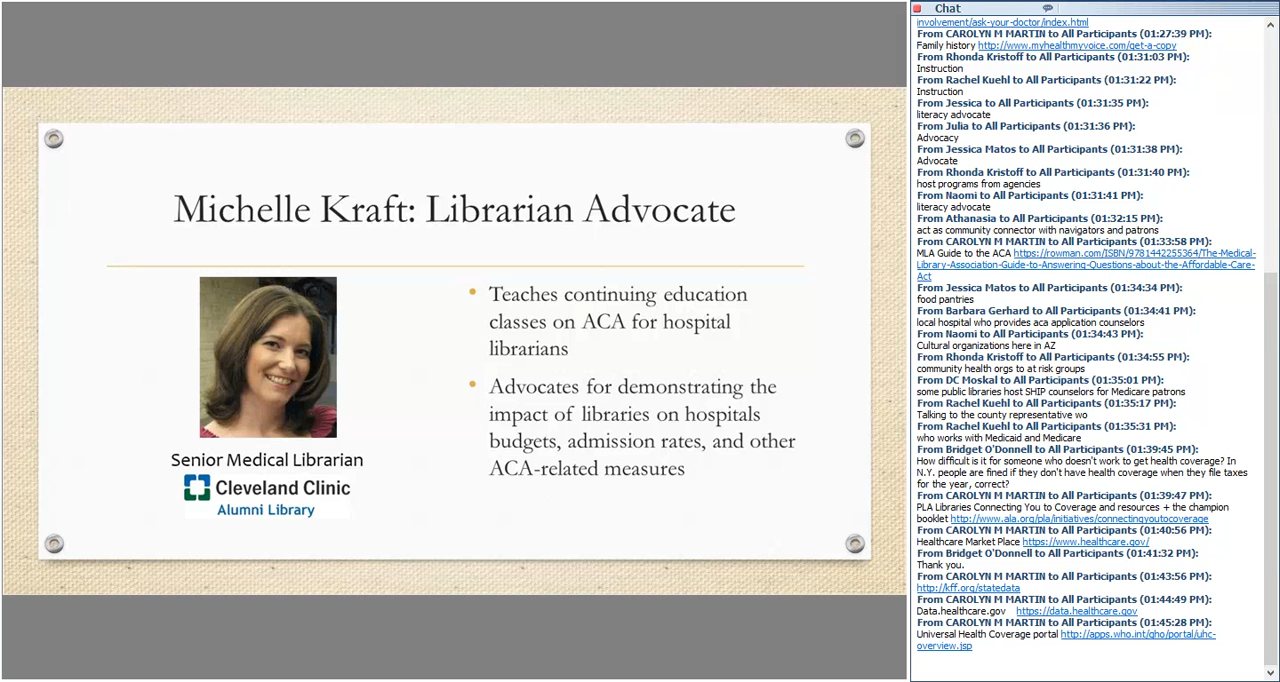 Michelle Kraft: Librarian Advocate
Senior Medical Librarian
Cleveland Clinic
Alumni Library
• Teaches continuing education
classes on ACA for hospital
librarians
• Advocates for demonstrating the
impact of libraries on hospitals
budgets, admission rates, and other
ACA-related measures
Chat
involvement/ask-your-doctor/index.html
From CAROLYN M MARTIN to All Participants (01:27:39 PM):
Family history http://www.myhealthmyvoice.com/get-a-copy
From Rhonda Kristoff to All Participants (01:31:03 PM):
Instruction
From Rachel Kuehl to All Participants (01:31:22 PM):
Instruction
From Jessica to All Participants (01:31:35 PM):
literacy advocate
From Julia to All Participants (01:31:36 PM):
Advocacy
From Jessica Matos to All Participants (01:31:38 PM):
Advocate
From Rhonda Kristoff to All Participants (01:31:40 PM):
host programs from agencies
From Naomi to All Participants (01:31:41 PM):
literacy advocate
From Athanasia to All Participants (01:32:15 PM):
act as community connector with navigators and patrons
From CAROLYN M MARTIN to All Participants (01:33:58 PM):
MLA Guide to the ACA https://rowman.com/ISBN/9781442255364/The-Medical-
Library-Association-Guide-to-Answering-Questions-about-the-Affordable-Care-
Act
From Jessica Matos to All Participants (01:34:34 PM):
food pantries
From Barbara Gerhard to All Participants (01:34:41 PM):
local hospital who provides aca application counselors
From Naomi to All Participants (01:34:43 PM):
Cultural organizations here in AZ
From Rhonda Kristoff to All Participants (01:34:55 PM):
community health orgs to at risk groups
From DC Moskal to All Participants (01:35:01 PM):
some public libraries host SHIP counselors for Medicare patrons
From Rachel Kuehl to All Participants (01:35:17 PM):
Talking to the county representative wo
From Rachel Kuehl to All Participants (01:35:31 PM):
who works with Medicaid and Medicare
From Bridget O'Donnell to All Participants (01:39:45 PM):
How difficult is it for someone who doesn't work to get health coverage? In
N.Y. people are fined if they don't have health coverage when they file taxes
for the year, correct?
From CAROLYN M MARTIN to All Participants (01:39:47 PM):
PLA Libraries Connecting You to Coverage and resources + the champion
booklet http://www.ala.org/pla/initiatives/connectingyoutocoverage
From CAROLYN M MARTIN to All Participants (01:40:56 PM):
Healthcare Market Place https://www.healthcare.gov/
From Bridget O'Donnell to All Participants (01:41:32 PM):
Thank you.
From CAROLYN M MARTIN to All Participants (01:43:56 PM):
http://kff.org/statedata
From CAROLYN M MARTIN to All Participants (01:44:49 PM):
Data.healthcare.gov https://data.healthcare.gov
From CAROLYN M MARTIN to All Participants (01:45:28 PM):
Universal Health Coverage portal http://apps.who.int/gho/portal/uhc-
overview.jsp